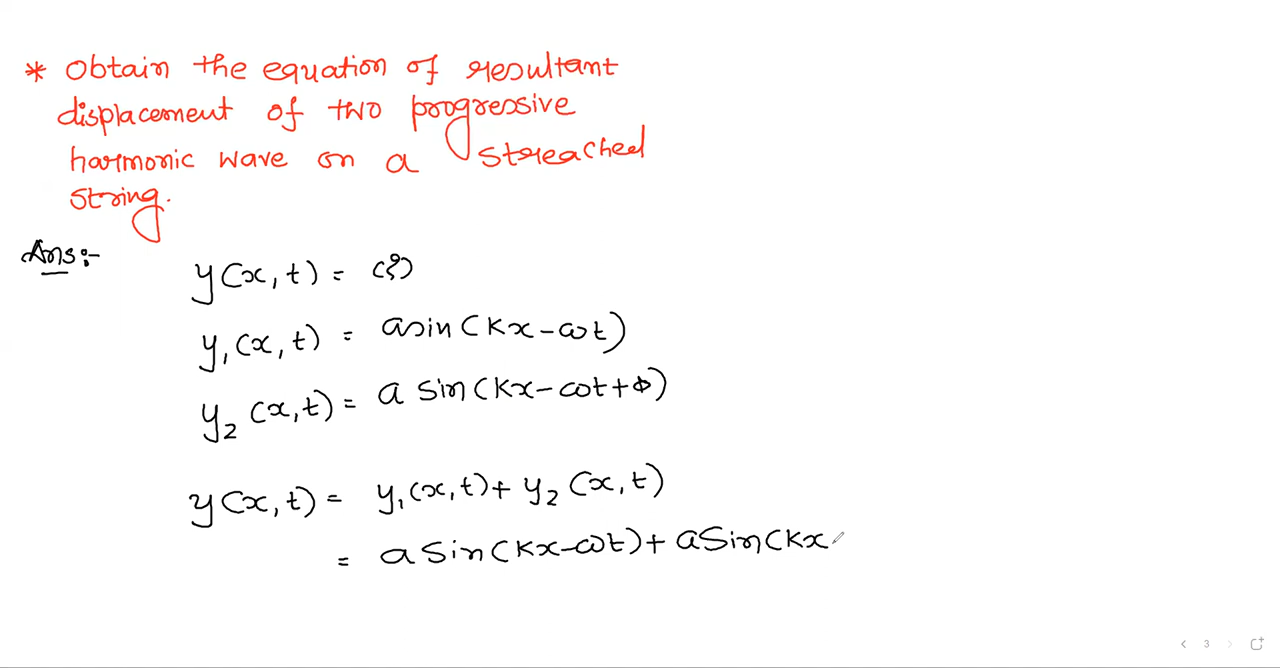 * Obtain the equation of resultant
displacement of two progressive
harmonic wave on a streached
string.
Ans:-
y(x, t) = (?)
y₁(x, t) = a sin(kx-ωt)
y₂(x,t) = a sin(kx-ωt+Φ)
y(x, t) = y₁(x,t)+ y₂(x,t)
= a sin(kx-ωt)+ a sin(kx
3